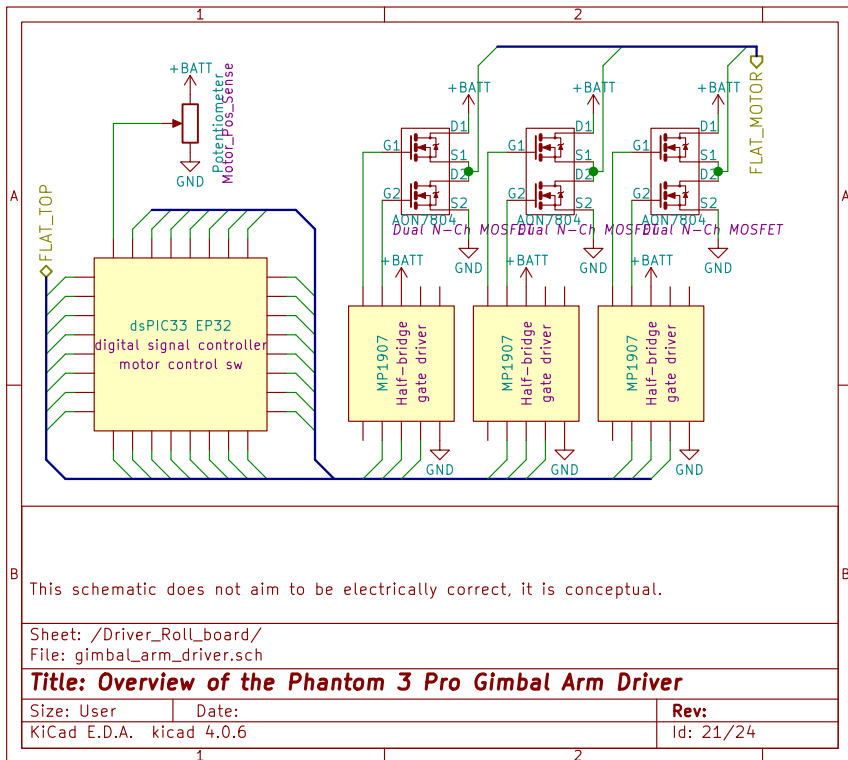 1
2
+BATT
Potentiometer
Motor_Pos_Sense
GND
+BATT
+BATT
+BATT
FLAT_MOTOR
D1
G1
S1
D2
G2
S2
AON7804
Dual N-Ch MOSFET
GND
D1
G1
S1
D2
G2
S2
AON7804
Dual N-Ch MOSFET
GND
D1
G1
S1
D2
G2
S2
AON7804
Dual N-Ch MOSFET
GND
A
A
FLAT_TOP
dsPIC33 EP32
digital signal controller
motor control sw
+BATT
MP1907
Half-bridge
gate driver
GND
+BATT
MP1907
Half-bridge
gate driver
GND
+BATT
MP1907
Half-bridge
gate driver
GND
B
B
This schematic does not aim to be electrically correct, it is conceptual.
Sheet: /Driver_Roll_board/
File: gimbal_arm_driver.sch
Title: Overview of the Phantom 3 Pro Gimbal Arm Driver
Size: User Date: Rev:
KiCad E.D.A. kicad 4.0.6 Id: 21/24
1
2